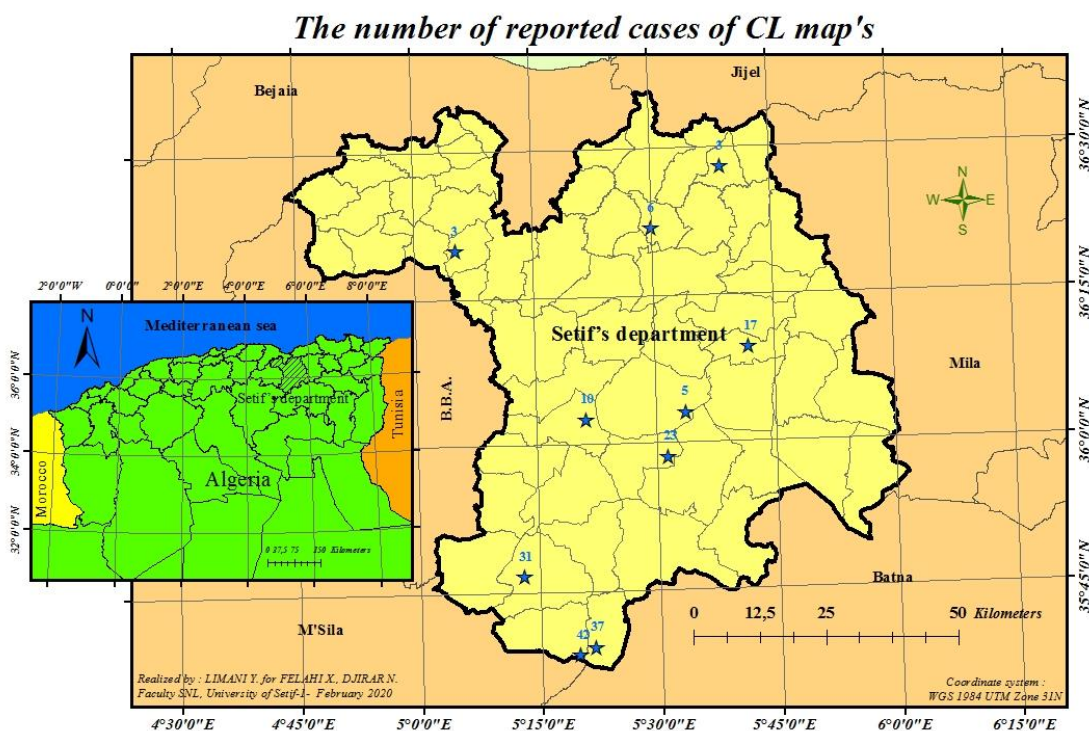 The number of reported cases of CL map's
Bejaia
Jijel
3
6
3
Setif's department
17
10
5
23
31
42
37
B.B.A.
Mila
Batna
M'Sila
N
W
E
S
36°30'0"N
36°15'0"N
36°0'0"N
35°45'0"N
2°0'0"W
0°0'0"
2°0'0"E
4°0'0"E
6°0'0"E
8°0'0"E
N
Mediterranean sea
36°0'0"N
34°0'0"N
32°0'0"N
Setif's department
Algeria
Morocco
Tunisia
0 37,5 75 150 Kilometers
0 12,5 25 50 Kilometers
Realized by : LIMANI Y. for FELAHI X., DJIRAR N.
Faculty SNL, University of Setif-1- February 2020
Coordinate system :
WGS 1984 UTM Zone 31N
4°30'0"E
4°45'0"E
5°0'0"E
5°15'0"E
5°30'0"E
5°45'0"E
6°0'0"E
6°15'0"E